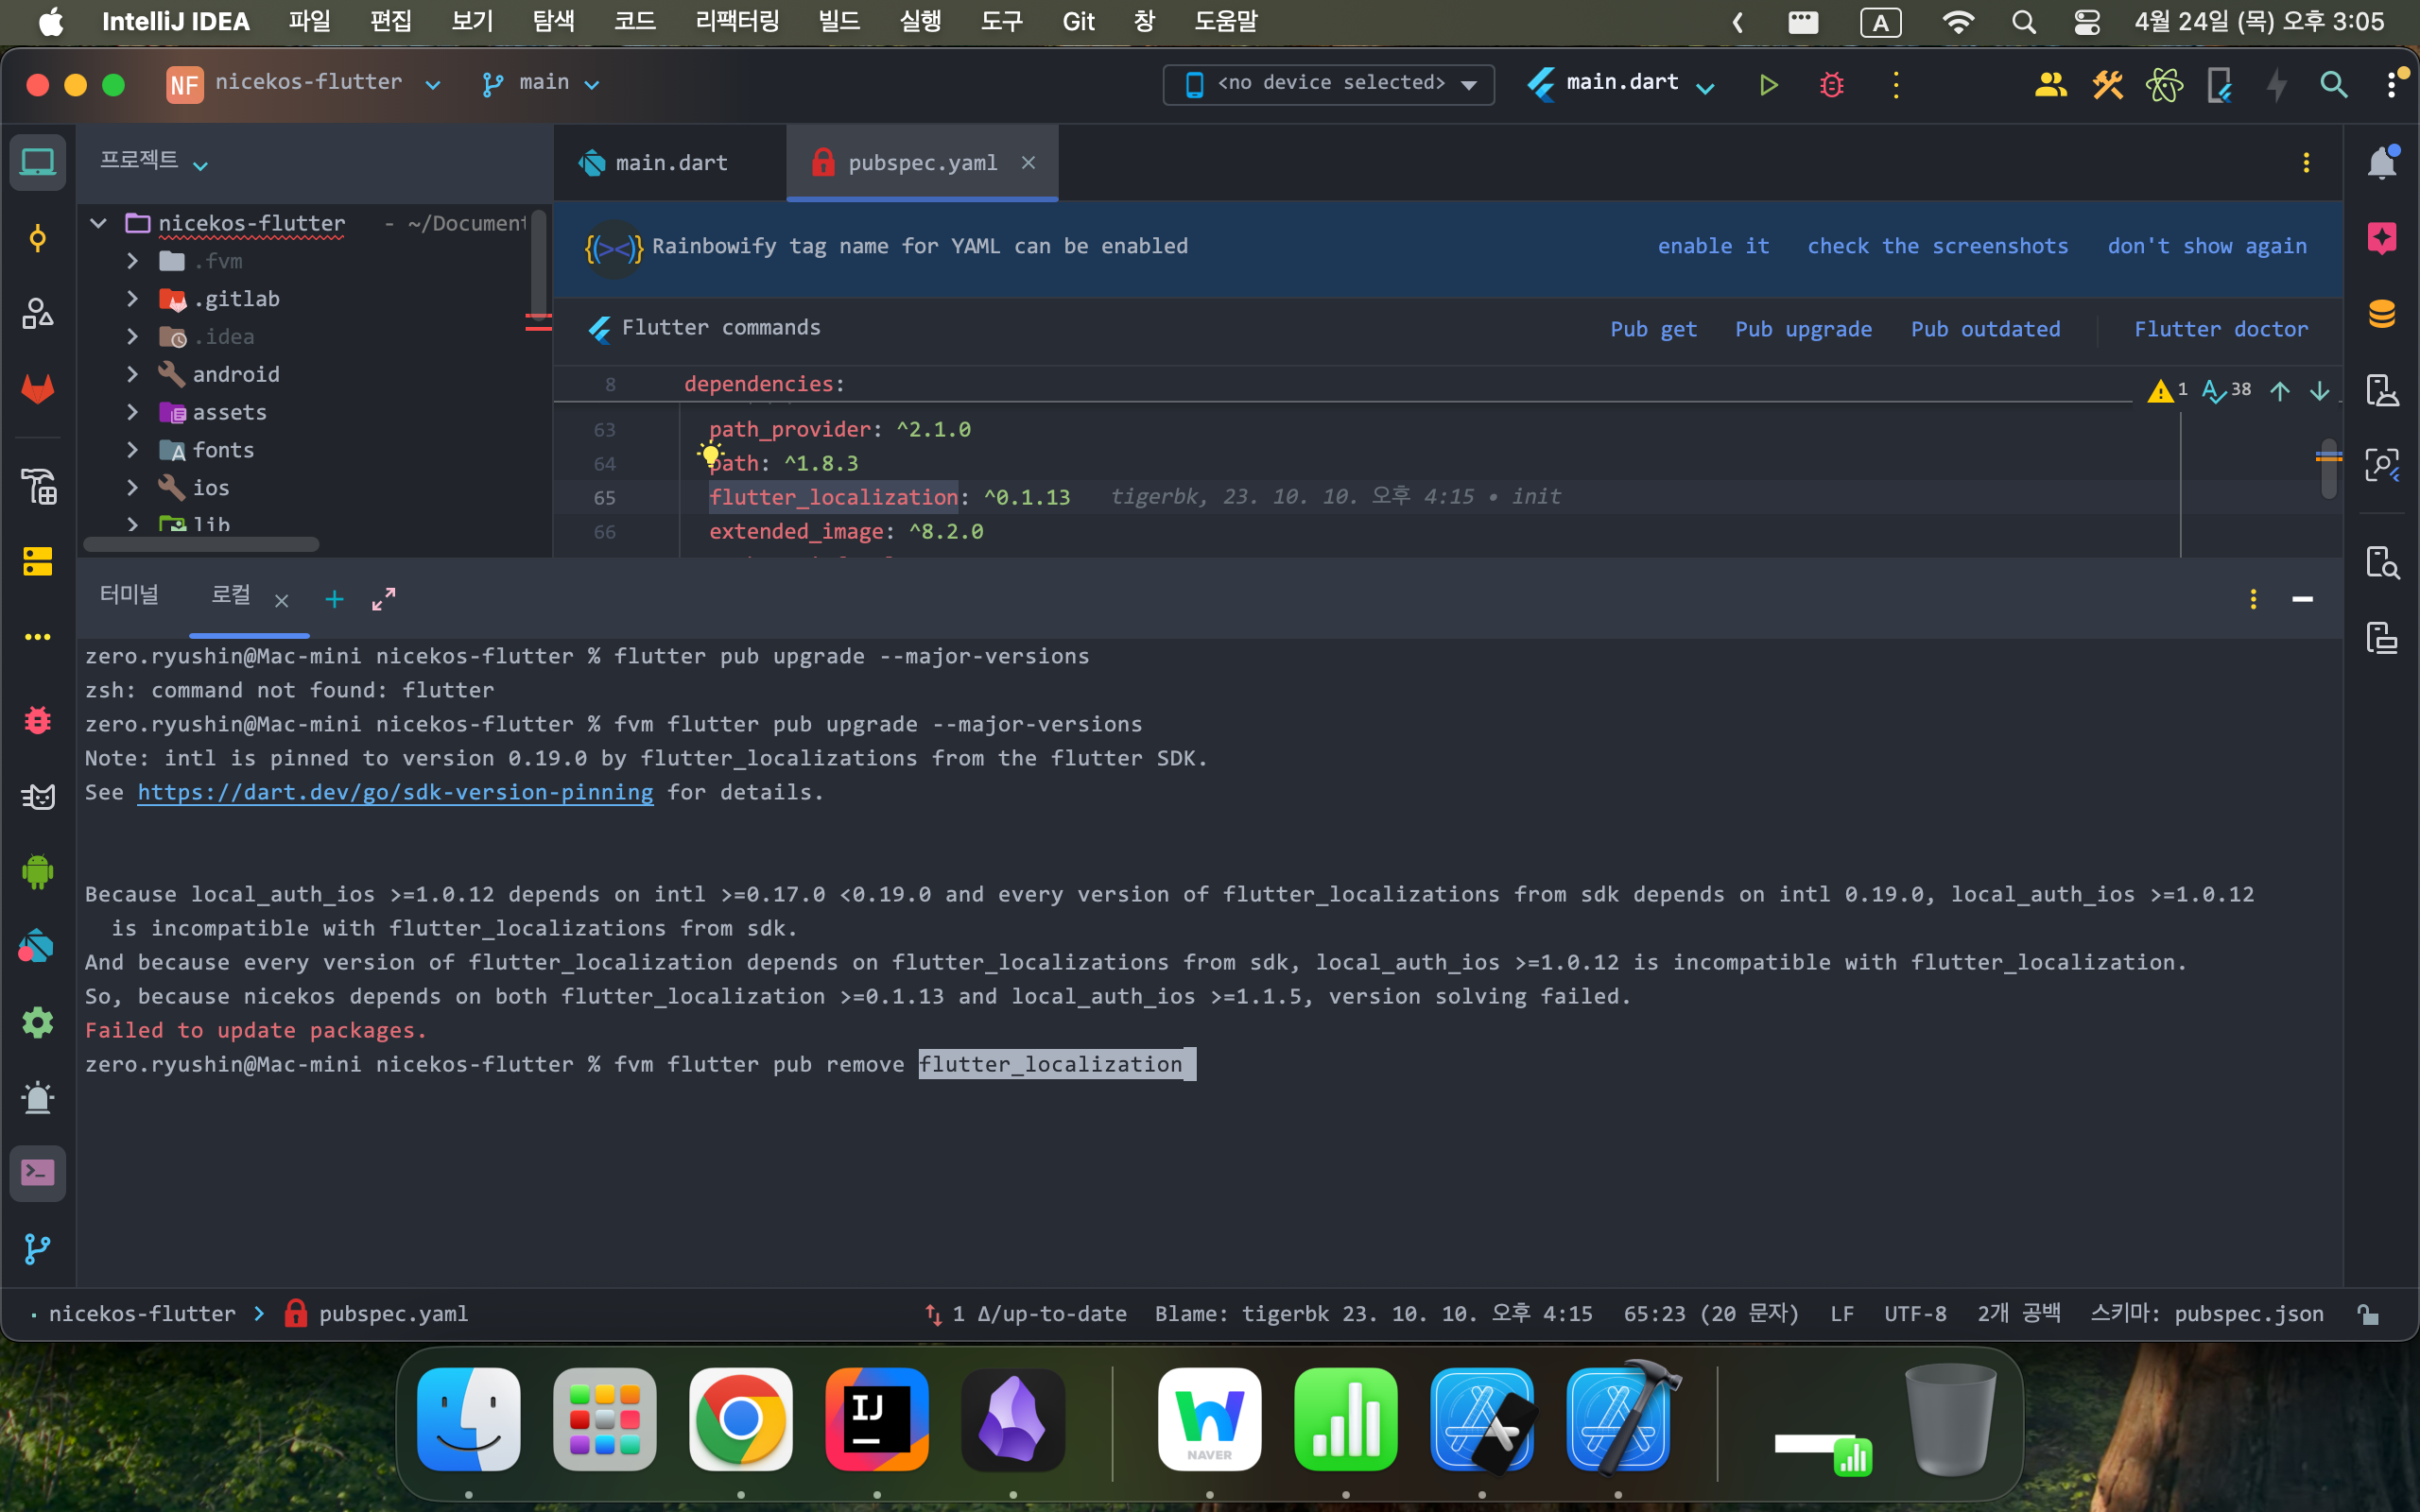 IntelliJ IDEA 파일 편집 보기 탐색 코드 리팩터링 빌드 실행 도구 Git 창 도움말 A 4월 24일 (목) 오후 3:05
NF nicekos-flutter main <no device selected> main.dart
프로젝트
main.dart pubspec.yaml
nicekos-flutter - ~/Document
.fvm
.gitlab
.idea
android
assets
fonts
ios
lib
Rainbowify tag name for YAML can be enabled enable it check the screenshots don't show again
Flutter commands Pub get Pub upgrade Pub outdated Flutter doctor
8 dependencies: 1 38
63 path_provider: ^2.1.0
64 path: ^1.8.3
65 flutter_localization: ^0.1.13 tigerbk, 23. 10. 10. 오후 4:15 • init
66 extended_image: ^8.2.0
터미널 로컬
zero.ryushin@Mac-mini nicekos-flutter % flutter pub upgrade --major-versions
zsh: command not found: flutter
zero.ryushin@Mac-mini nicekos-flutter % fvm flutter pub upgrade --major-versions
Note: intl is pinned to version 0.19.0 by flutter_localizations from the flutter SDK.
See https://dart.dev/go/sdk-version-pinning for details.
Because local_auth_ios >=1.0.12 depends on intl >=0.17.0 <0.19.0 and every version of flutter_localizations from sdk depends on intl 0.19.0, local_auth_ios >=1.0.12
is incompatible with flutter_localizations from sdk.
And because every version of flutter_localization depends on flutter_localizations from sdk, local_auth_ios >=1.0.12 is incompatible with flutter_localization.
So, because nicekos depends on both flutter_localization >=0.1.13 and local_auth_ios >=1.1.5, version solving failed.
Failed to update packages.
zero.ryushin@Mac-mini nicekos-flutter % fvm flutter pub remove flutter_localization
nicekos-flutter pubspec.yaml 1 Δ/up-to-date Blame: tigerbk 23. 10. 10. 오후 4:15 65:23 (20 문자) LF UTF-8 2개 공백 스키마: pubspec.json
IJ
NAVER